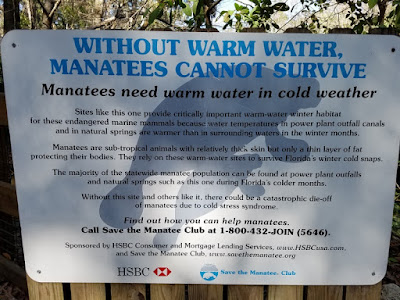 WITHOUT WARM WATER,
MANATEES CANNOT SURVIVE
Manatees need warm water in cold weather
Sites like this one provide critically important warm-water winter habitat
for these endangered marine mammals because water temperatures in power plant outfall canals
and in natural springs are warmer than in surrounding waters in the winter months.
Manatees are sub-tropical animals with relatively thick skin but only a thin layer of fat
protecting their bodies. They rely on these warm-water sites to survive Florida's winter cold snaps.
The majority of the statewide manatee population can be found at power plant outfalls
and natural springs such as this one during Florida's colder months.
Without this site and others like it, there could be a catastrophic die-off
of manatees due to cold stress syndrome.
Find out how you can help manatees.
Call Save the Manatee Club at 1-800-432-JOIN (5646).
Sponsored by HSBC Consumer and Mortgage Lending Services, www.HSBCusa.com,
and Save the Manatee Club, www.savethemanatee.org
HSBC Save the Manatee Club